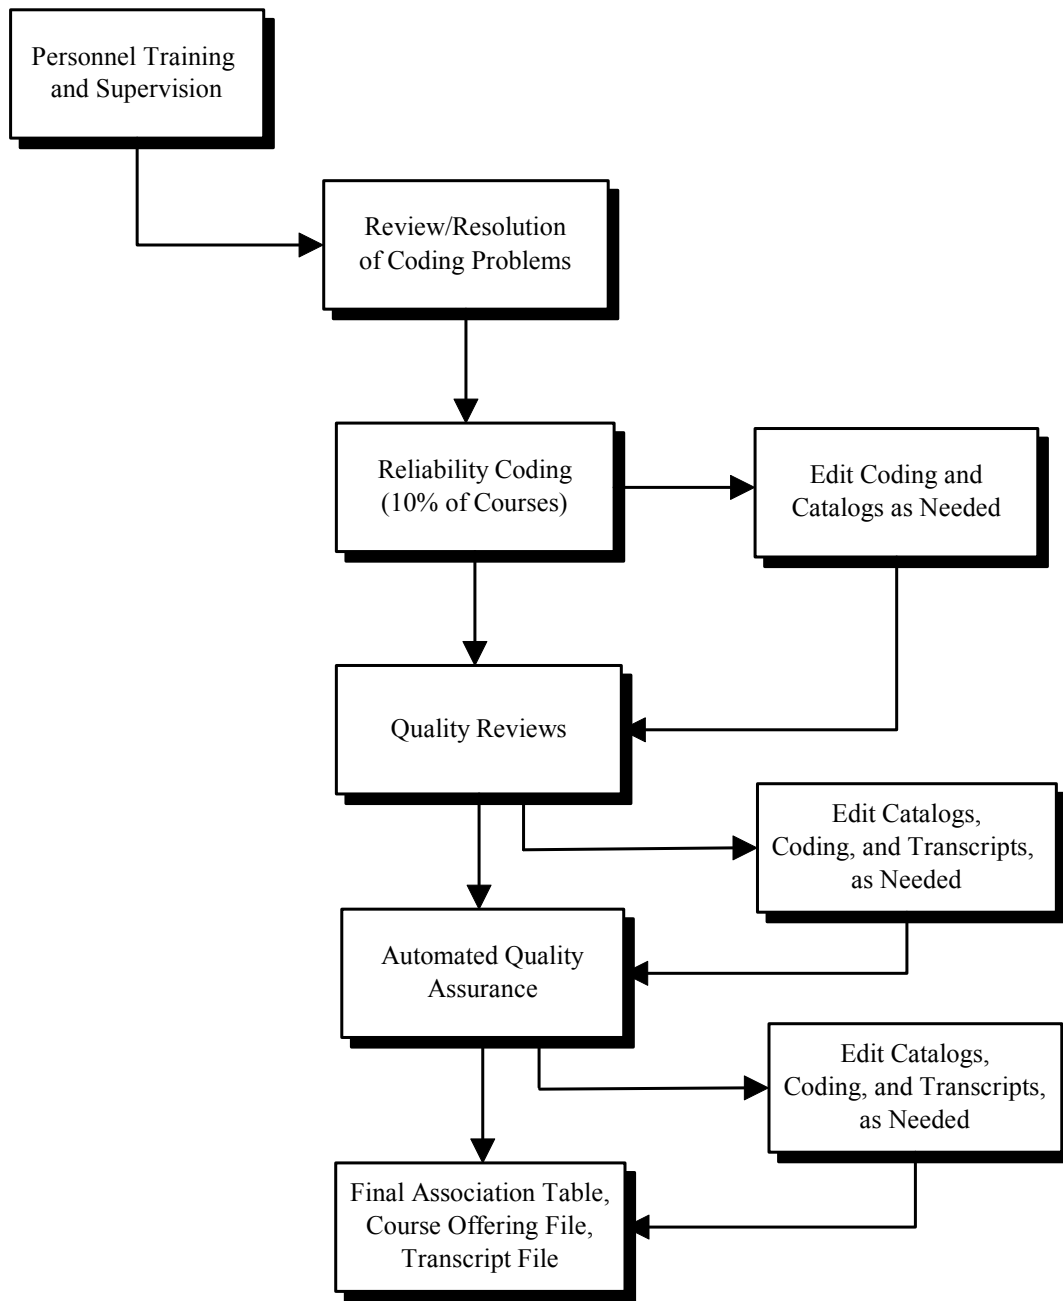 Personnel Training
and Supervision
Review/Resolution
of Coding Problems
Reliability Coding
(10% of Courses)
Edit Coding and
Catalogs as Needed
Quality Reviews
Edit Catalogs,
Coding, and Transcripts,
as Needed
Automated Quality
Assurance
Edit Catalogs,
Coding, and Transcripts,
as Needed
Final Association Table,
Course Offering File,
Transcript File